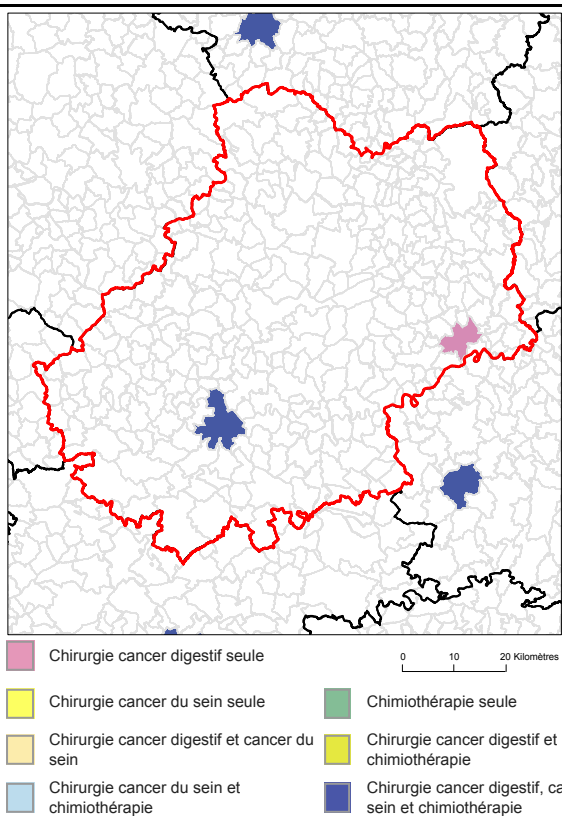 Chirurgie cancer digestif seule
0 10 20 Kilomètres
Chirurgie cancer du sein seule
Chimiothérapie seule
Chirurgie cancer digestif et cancer du
sein
Chirurgie cancer digestif et
chimiothérapie
Chirurgie cancer du sein et
chimiothérapie
Chirurgie cancer digestif, ca
sein et chimiothérapie